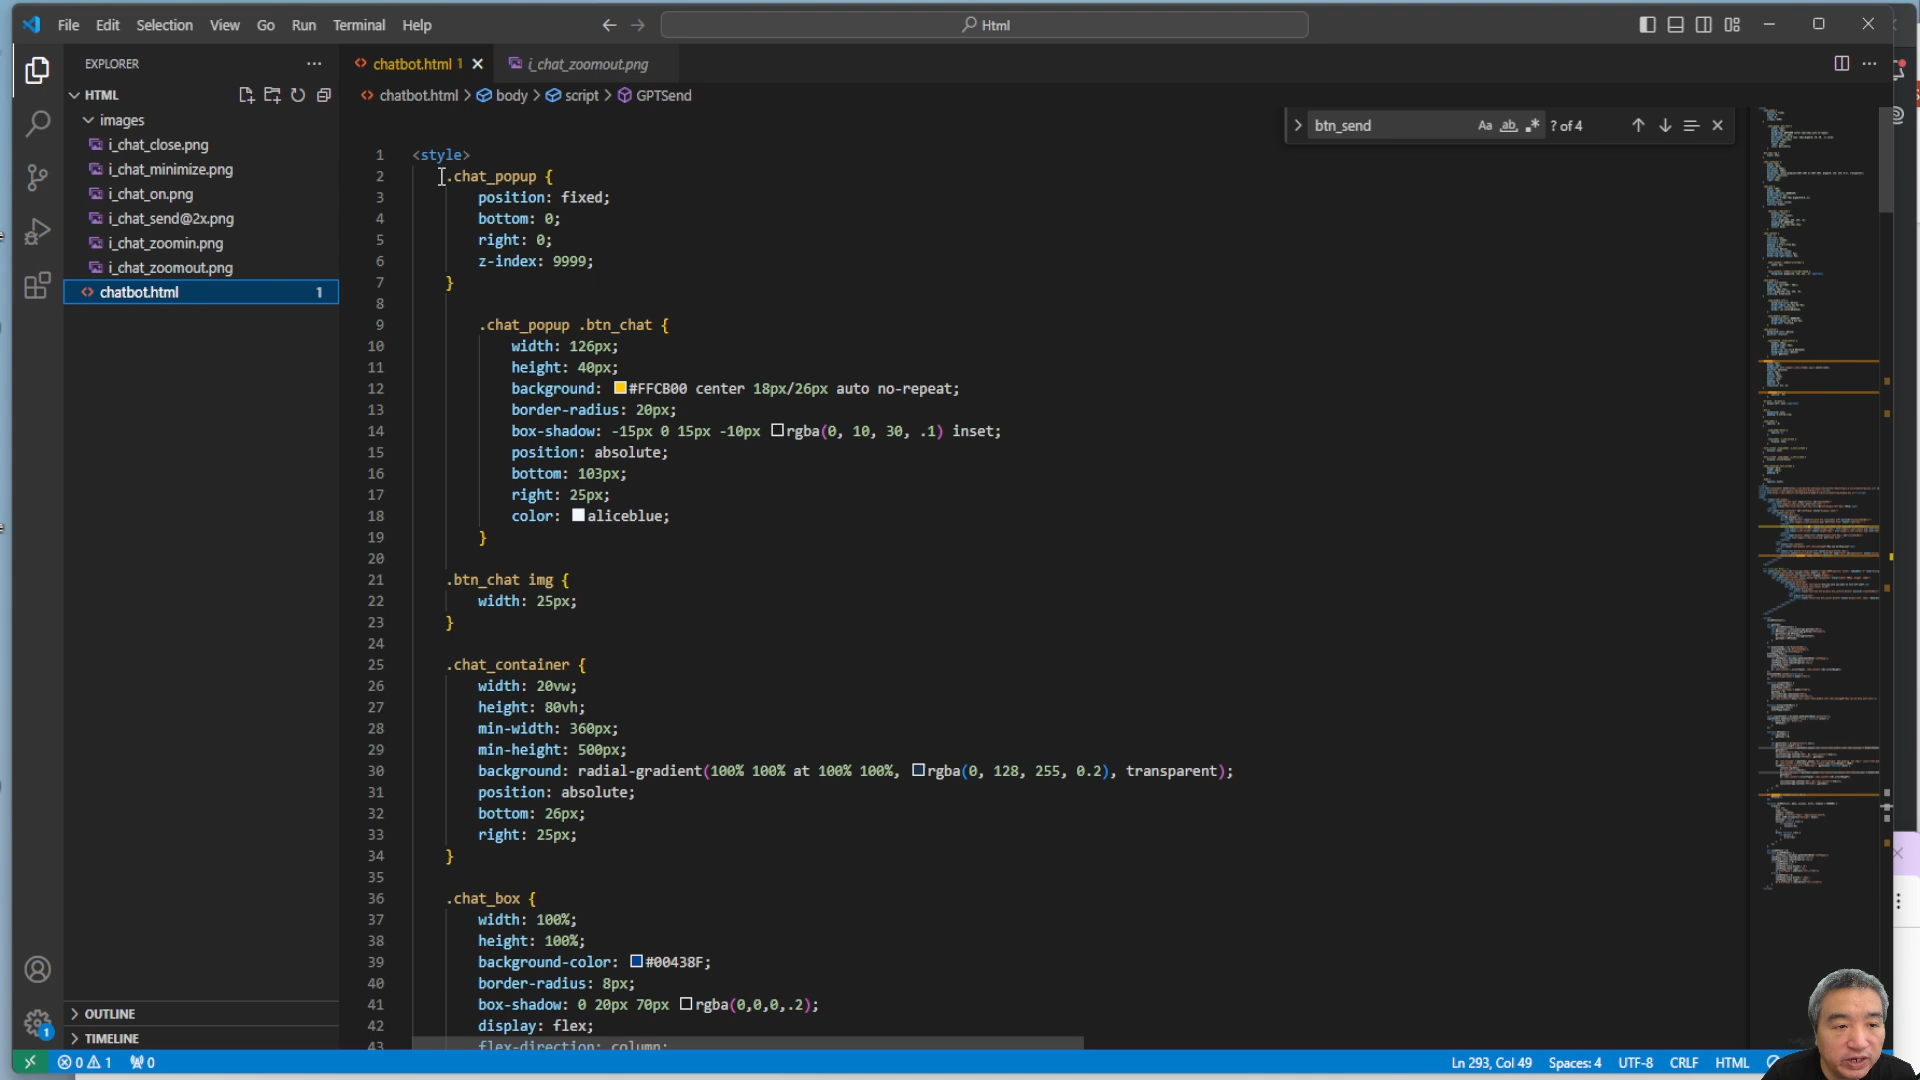 File Edit Selection View Go Run Terminal Help
Html
EXPLORER
HTML
images
i_chat_close.png
i_chat_minimize.png
i_chat_on.png
i_chat_send@2x.png
i_chat_zoomin.png
i_chat_zoomout.png
chatbot.html 1
OUTLINE
TIMELINE
chatbot.html 1
i_chat_zoomout.png
chatbot.html > body > script > GPTSend
btn_send
Aa ab .* ? of 4
1 <style>
2 .chat_popup {
3 position: fixed;
4 bottom: 0;
5 right: 0;
6 z-index: 9999;
7 }
8
9 .chat_popup .btn_chat {
10 width: 126px;
11 height: 40px;
12 background: #FFCB00 center 18px/26px auto no-repeat;
13 border-radius: 20px;
14 box-shadow: -15px 0 15px -10px rgba(0, 10, 30, .1) inset;
15 position: absolute;
16 bottom: 103px;
17 right: 25px;
18 color: aliceblue;
19 }
20
21 .btn_chat img {
22 width: 25px;
23 }
24
25 .chat_container {
26 width: 20vw;
27 height: 80vh;
28 min-width: 360px;
29 min-height: 500px;
30 background: radial-gradient(100% 100% at 100% 100%, rgba(0, 128, 255, 0.2), transparent);
31 position: absolute;
32 bottom: 26px;
33 right: 25px;
34 }
35
36 .chat_box {
37 width: 100%;
38 height: 100%;
39 background-color: #00438F;
40 border-radius: 8px;
41 box-shadow: 0 20px 70px rgba(0,0,0,.2);
42 display: flex;
43 flex-direction: column;
0 1 0
Ln 293, Col 49 Spaces: 4 UTF-8 CRLF HTML
1